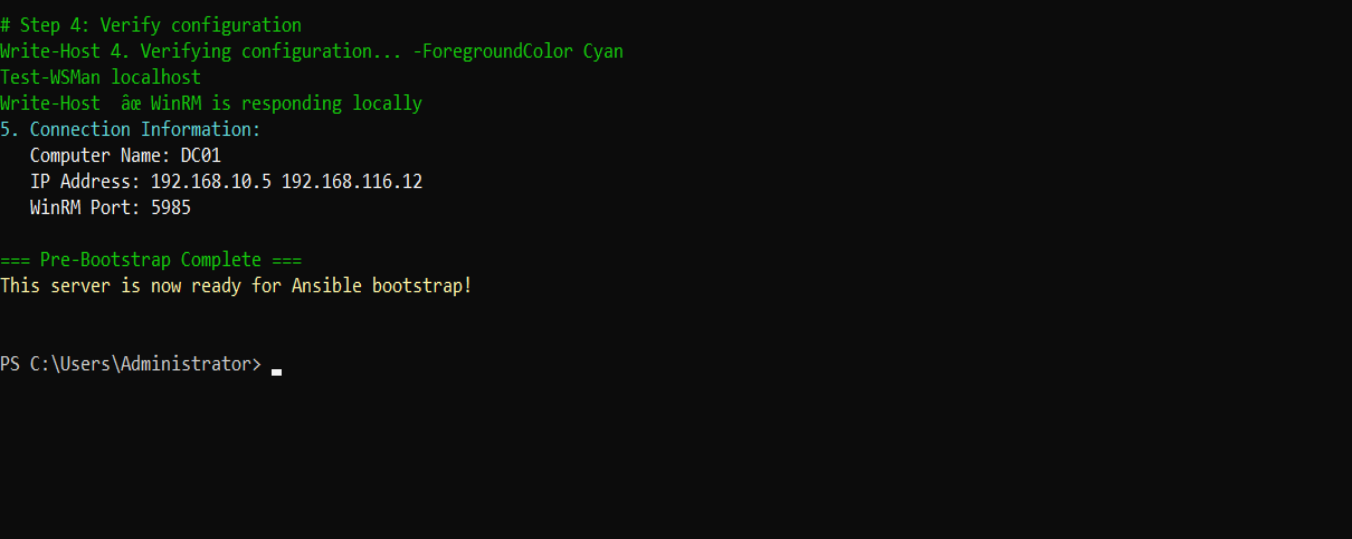 # Step 4: Verify configuration
Write-Host 4. Verifying configuration... -ForegroundColor Cyan
Test-WSMan localhost
Write-Host  âœ WinRM is responding locally
5. Connection Information:
   Computer Name: DC01
   IP Address: 192.168.10.5 192.168.116.12
   WinRM Port: 5985
=== Pre-Bootstrap Complete ===
This server is now ready for Ansible bootstrap!
PS C:\Users\Administrator>